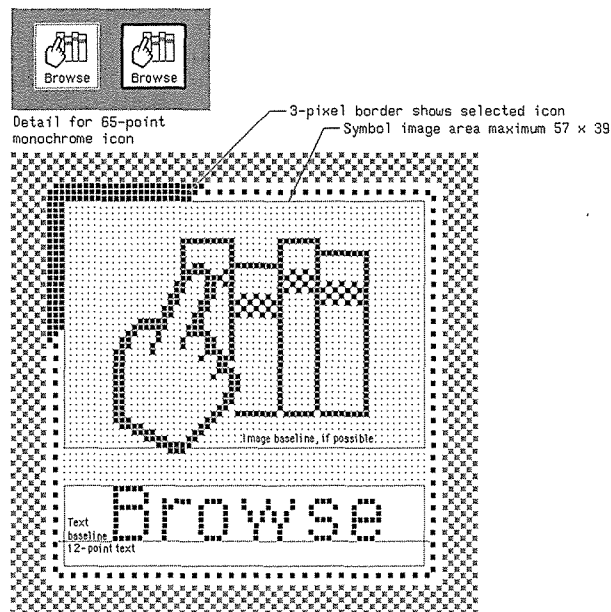 Browse Browse
Detail for 65-point
monochrome icon
3-pixel border shows selected icon
Symbol image area maximum 57 x 39
Image baseline, if possible
Browse
Text
baseline
12-point text